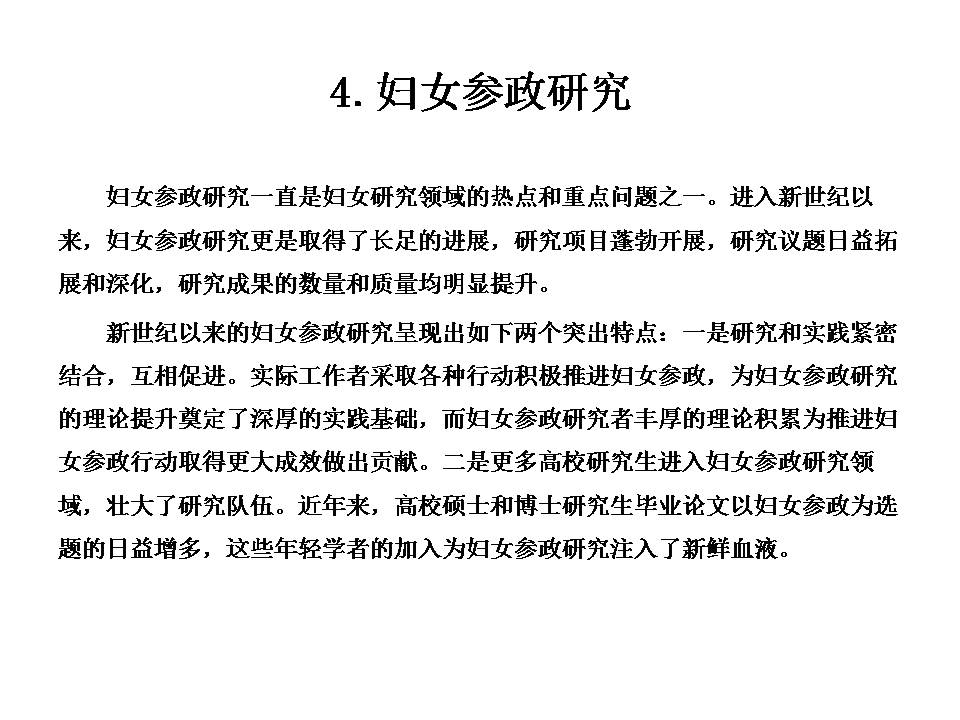 4.妇女参政研究
妇女参政研究一直是妇女研究领域的热点和重点问题之一。进入新世纪以
来，妇女参政研究更是取得了长足的进展，研究项目蓬勃开展，研究议题日益拓
展和深化，研究成果的数量和质量均明显提升。
新世纪以来的妇女参政研究呈现出如下两个突出特点：一是研究和实践紧密
结合，互相促进。实际工作者采取各种行动积极推进妇女参政，为妇女参政研究
的理论提升奠定了深厚的实践基础，而妇女参政研究者丰厚的理论积累为推进妇
女参政行动取得更大成效做出贡献。二是更多高校研究生进入妇女参政研究领
域，壮大了研究队伍。近年来，高校硕士和博士研究生毕业论文以妇女参政为选
题的日益增多，这些年轻学者的加入为妇女参政研究注入了新鲜血液。